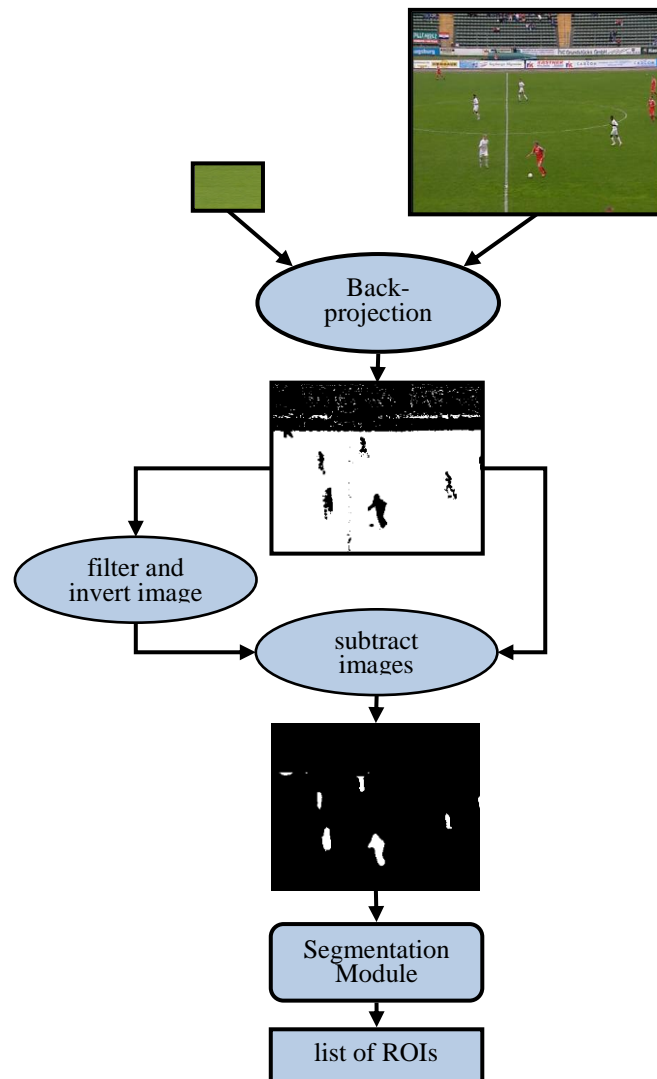 Back-
projection
filter and
invert image
subtract
images
Segmentation
Module
list of ROIs